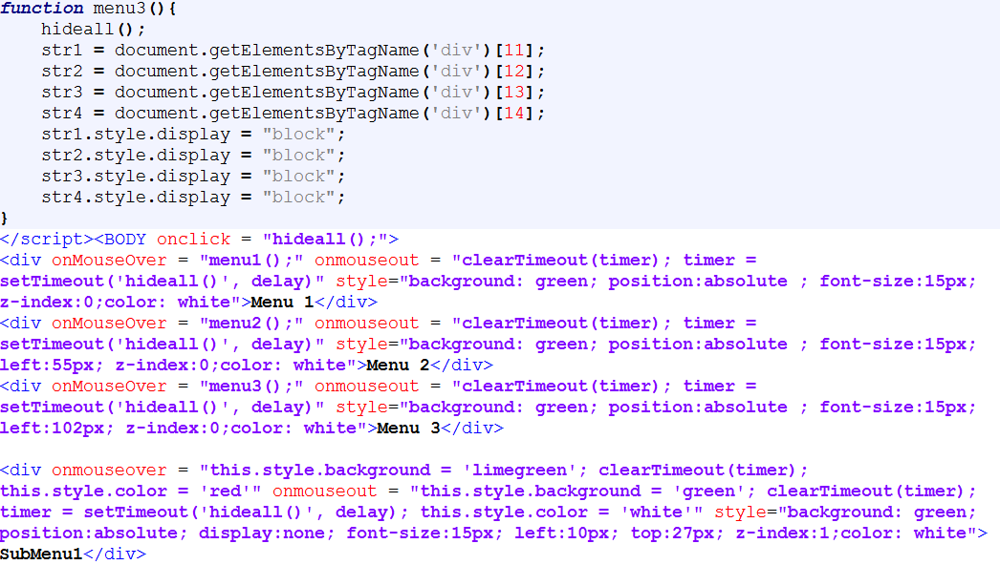 function menu3(){
    hideall();
    str1 = document.getElementsByTagName('div')[11];
    str2 = document.getElementsByTagName('div')[12];
    str3 = document.getElementsByTagName('div')[13];
    str4 = document.getElementsByTagName('div')[14];
    str1.style.display = "block";
    str2.style.display = "block";
    str3.style.display = "block";
    str4.style.display = "block";
}
</script><BODY onclick = "hideall();">
<div onMouseOver = "menu1();" onmouseout = "clearTimeout(timer); timer =
setTimeout('hideall()', delay)" style="background: green; position:absolute ; font-size:15px;
z-index:0;color: white">Menu 1</div>
<div onMouseOver = "menu2();" onmouseout = "clearTimeout(timer); timer =
setTimeout('hideall()', delay)" style="background: green; position:absolute ; font-size:15px;
left:55px; z-index:0;color: white">Menu 2</div>
<div onMouseOver = "menu3();" onmouseout = "clearTimeout(timer); timer =
setTimeout('hideall()', delay)" style="background: green; position:absolute ; font-size:15px;
left:102px; z-index:0;color: white">Menu 3</div>

<div onmouseover = "this.style.background = 'limegreen'; clearTimeout(timer);
this.style.color = 'red'" onmouseout = "this.style.background = 'green'; clearTimeout(timer);
timer = setTimeout('hideall()', delay); this.style.color = 'white'" style="background: green;
position:absolute; display:none; font-size:15px; left:10px; top:27px; z-index:1;color: white">
SubMenu1</div>